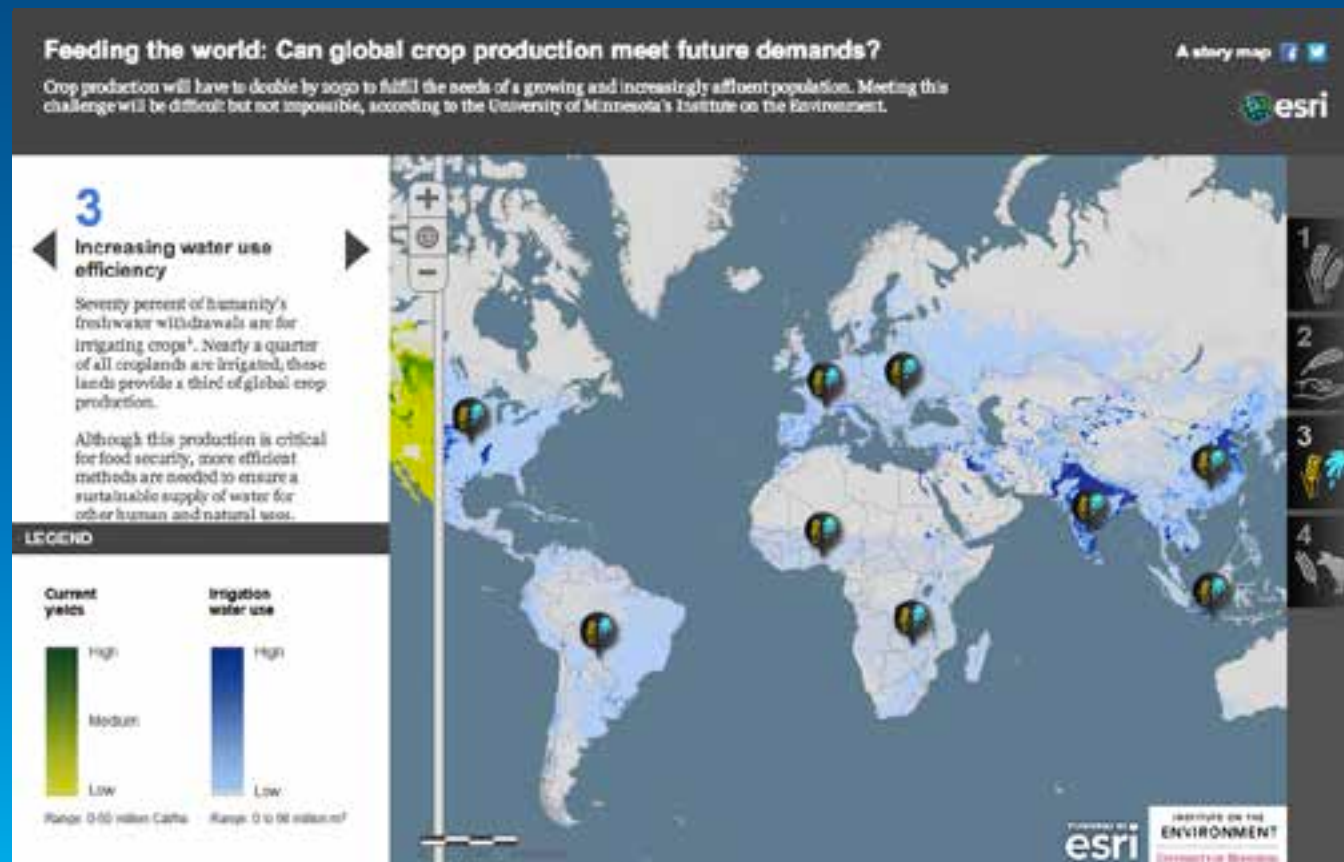 Feeding the world: Can global crop production meet future demands?
Crop production will have to double by 2050 to fulfill the needs of a growing and increasingly affluent population. Meeting this
challenge will be difficult but not impossible, according to the University of Minnesota's Institute on the Environment.
A story map
esri
3
Increasing water use
efficiency
Seventy percent of humanity's
freshwater withdrawals are for
irrigating crops¹. Nearly a quarter
of all croplands are irrigated; these
lands provide a third of global crop
production.
Although this production is critical
for food security, more efficient
methods are needed to ensure a
sustainable supply of water for
other human and natural uses.
LEGEND
Current
yields
High
Medium
Low
Irrigation
water use
High
Low
1
2
3
4
POWERED BY
esri
INSTITUTE ON THE
ENVIRONMENT